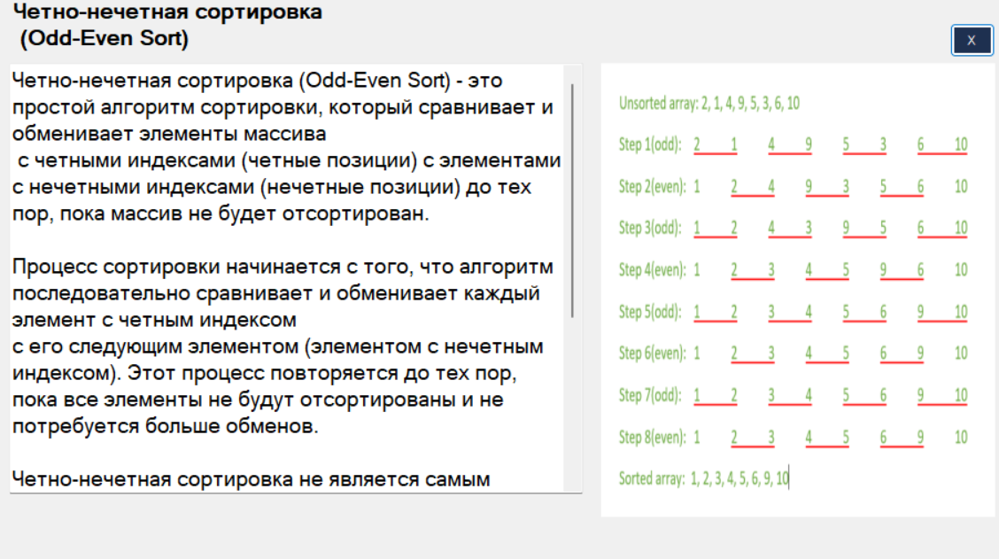 Четно-нечетная сортировка
(Odd-Even Sort)
X
Четно-нечетная сортировка (Odd-Even Sort) - это
простой алгоритм сортировки, который сравнивает и
обменивает элементы массива
с четными индексами (четные позиции) с элементами
с нечетными индексами (нечетные позиции) до тех
пор, пока массив не будет отсортирован.
Процесс сортировки начинается с того, что алгоритм
последовательно сравнивает и обменивает каждый
элемент с четным индексом
с его следующим элементом (элементом с нечетным
индексом). Этот процесс повторяется до тех пор,
пока все элементы не будут отсортированы и не
потребуется больше обменов.
Четно-нечетная сортировка не является самым
Unsorted array: 2, 1, 4, 9, 5, 3, 6, 10
Step 1(odd): 2 1 4 9 5 3 6 10
Step 2(even): 1 2 4 9 3 5 6 10
Step 3(odd): 1 2 4 3 9 5 6 10
Step 4(even): 1 2 3 4 5 9 6 10
Step 5(odd): 1 2 3 4 5 6 9 10
Step 6(even): 1 2 3 4 5 6 9 10
Step 7(odd): 1 2 3 4 5 6 9 10
Step 8(even): 1 2 3 4 5 6 9 10
Sorted array: 1, 2, 3, 4, 5, 6, 9, 10